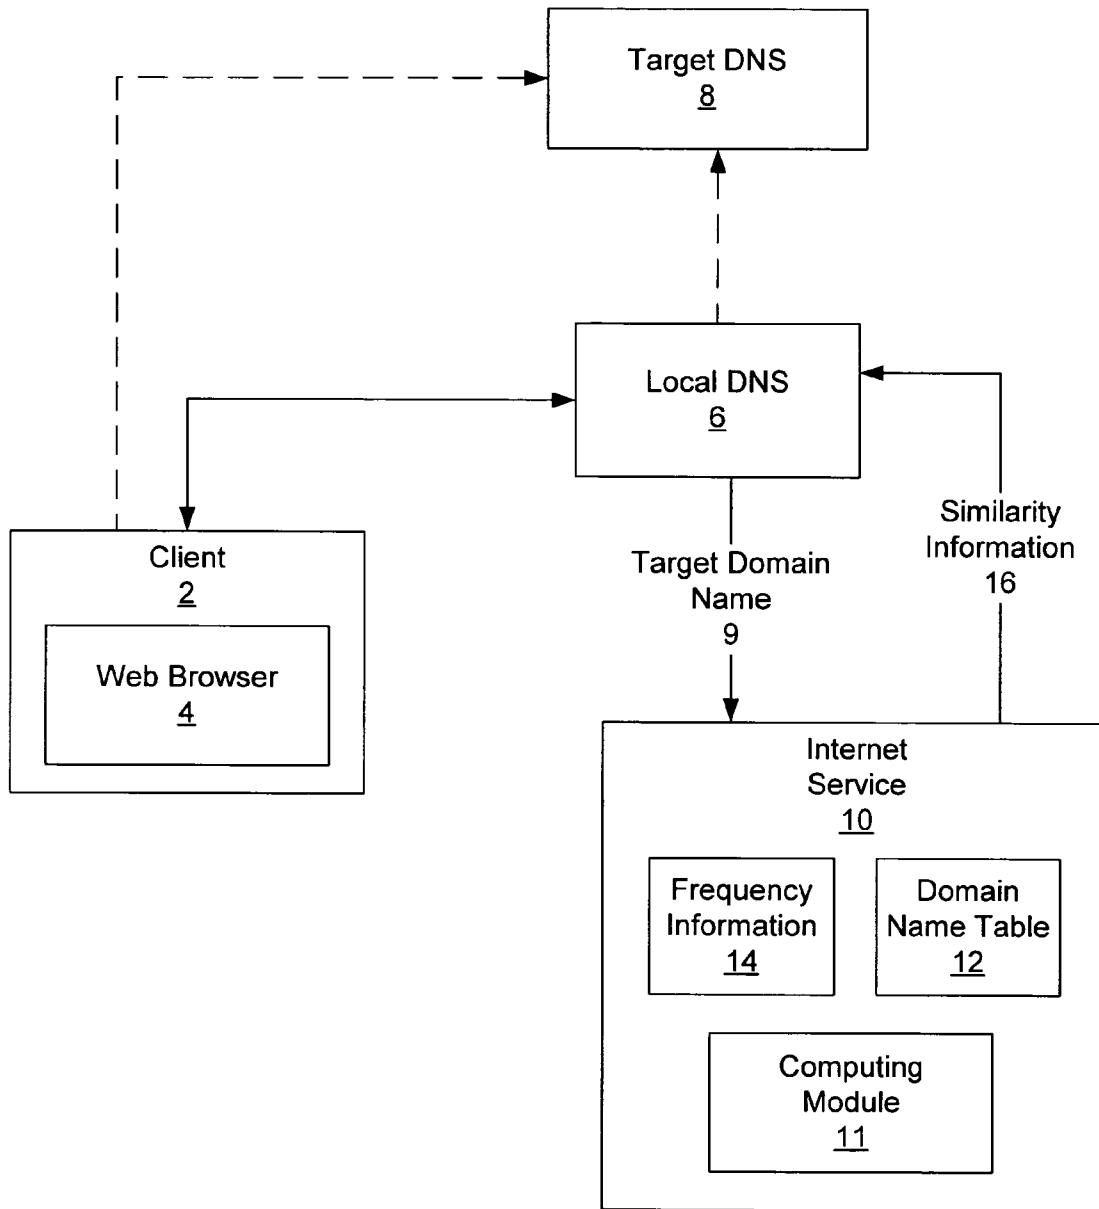 Target DNS
8
Local DNS
6
Client
2
Web Browser
4
Target Domain
Name
9
Similarity
Information
16
Internet
Service
10
Frequency
Information
14
Domain
Name Table
12
Computing
Module
11